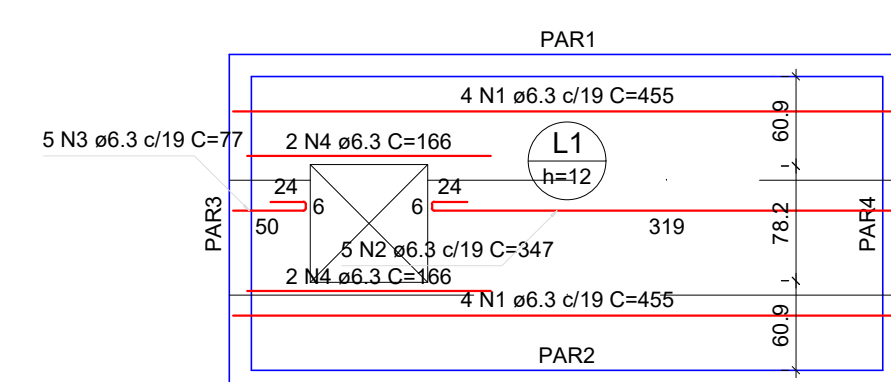 PAR1
4 N1 ø6.3 c/19 C=455
60.9
5 N3 ø6.3 c/19 C=77
2 N4 ø6.3 C=166
L1
h=12
24
24
6
6
PAR3
50
319
78.2
PAR4
5 N2 ø6.3 c/19 C=347
2 N4 ø6.3 C=166
4 N1 ø6.3 c/19 C=455
60.9
PAR2